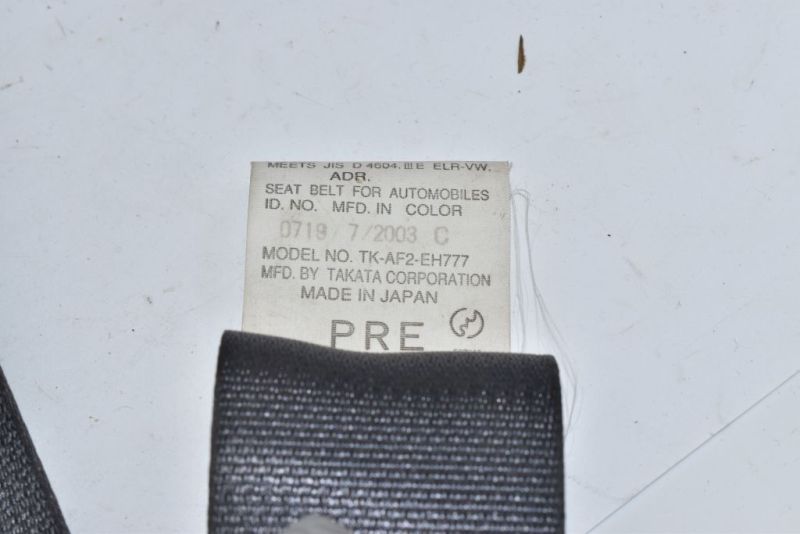 MEETS JIS D 4604. III E ELR-VW.
ADR.
SEAT BELT FOR AUTOMOBILES
ID. NO. MFD. IN COLOR
0719 7/2003 C
MODEL NO. TK-AF2-EH777
MFD. BY TAKATA CORPORATION
MADE IN JAPAN
PRE